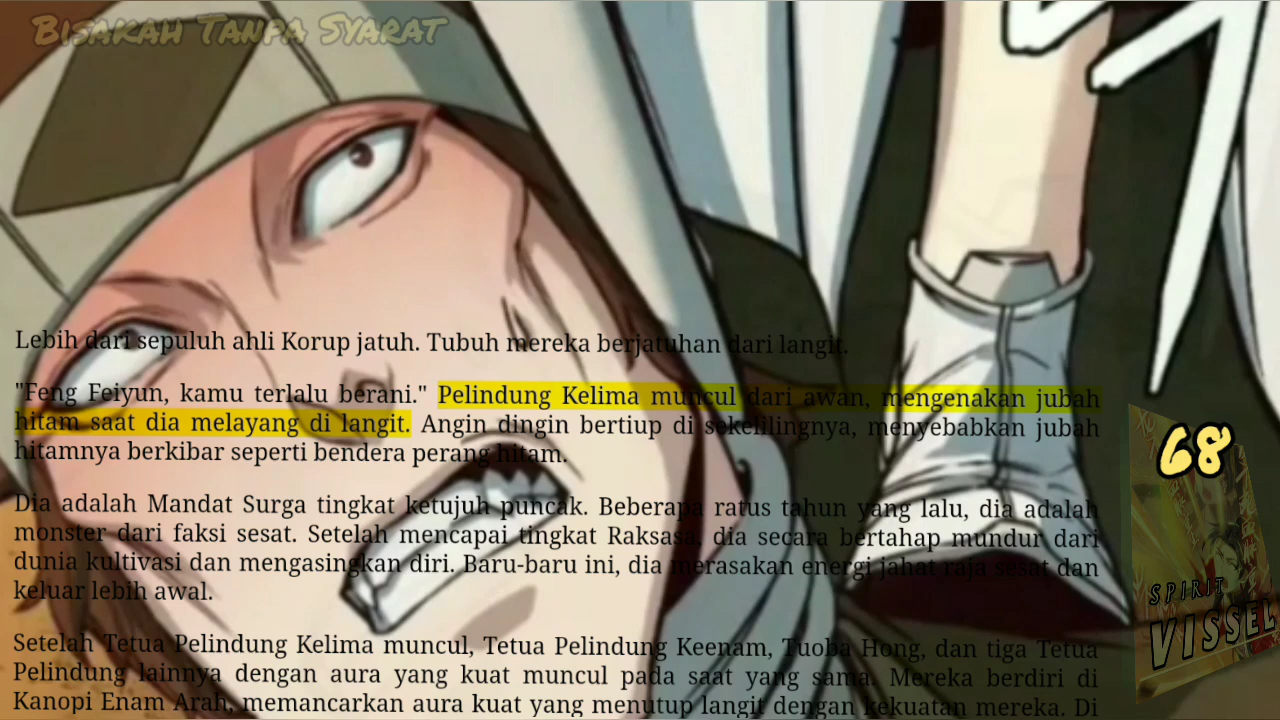 Bisakah Tanpa Syarat
Lebih dari sepuluh ahli Korup jatuh. Tubuh mereka berjatuhan dari langit.
"Feng Feiyun, kamu terlalu berani." Pelindung Kelima muncul dari awan, mengenakan jubah
hitam saat dia melayang di langit. Angin dingin bertiup di sekelilingnya, menyebabkan jubah
hitamnya berkibar seperti bendera perang hitam.
Dia adalah Mandat Surga tingkat ketujuh puncak. Beberapa ratus tahun yang lalu, dia adalah
monster dari faksi sesat. Setelah mencapai tingkat Raksasa, dia secara bertahap mundur dari
dunia kultivasi dan mengasingkan diri. Baru-baru ini, dia merasakan energi jahat raja sesat dan
keluar lebih awal.
Setelah Tetua Pelindung Kelima muncul, Tetua Pelindung Keenam, Tuoba Hong, dan tiga Tetua
Pelindung lainnya dengan aura yang kuat muncul pada saat yang sama. Mereka berdiri di
Kanopi Enam Arah, memancarkan aura kuat yang menutup langit dengan kekuatan mereka. Di
68
SPIRIT
VISSEL